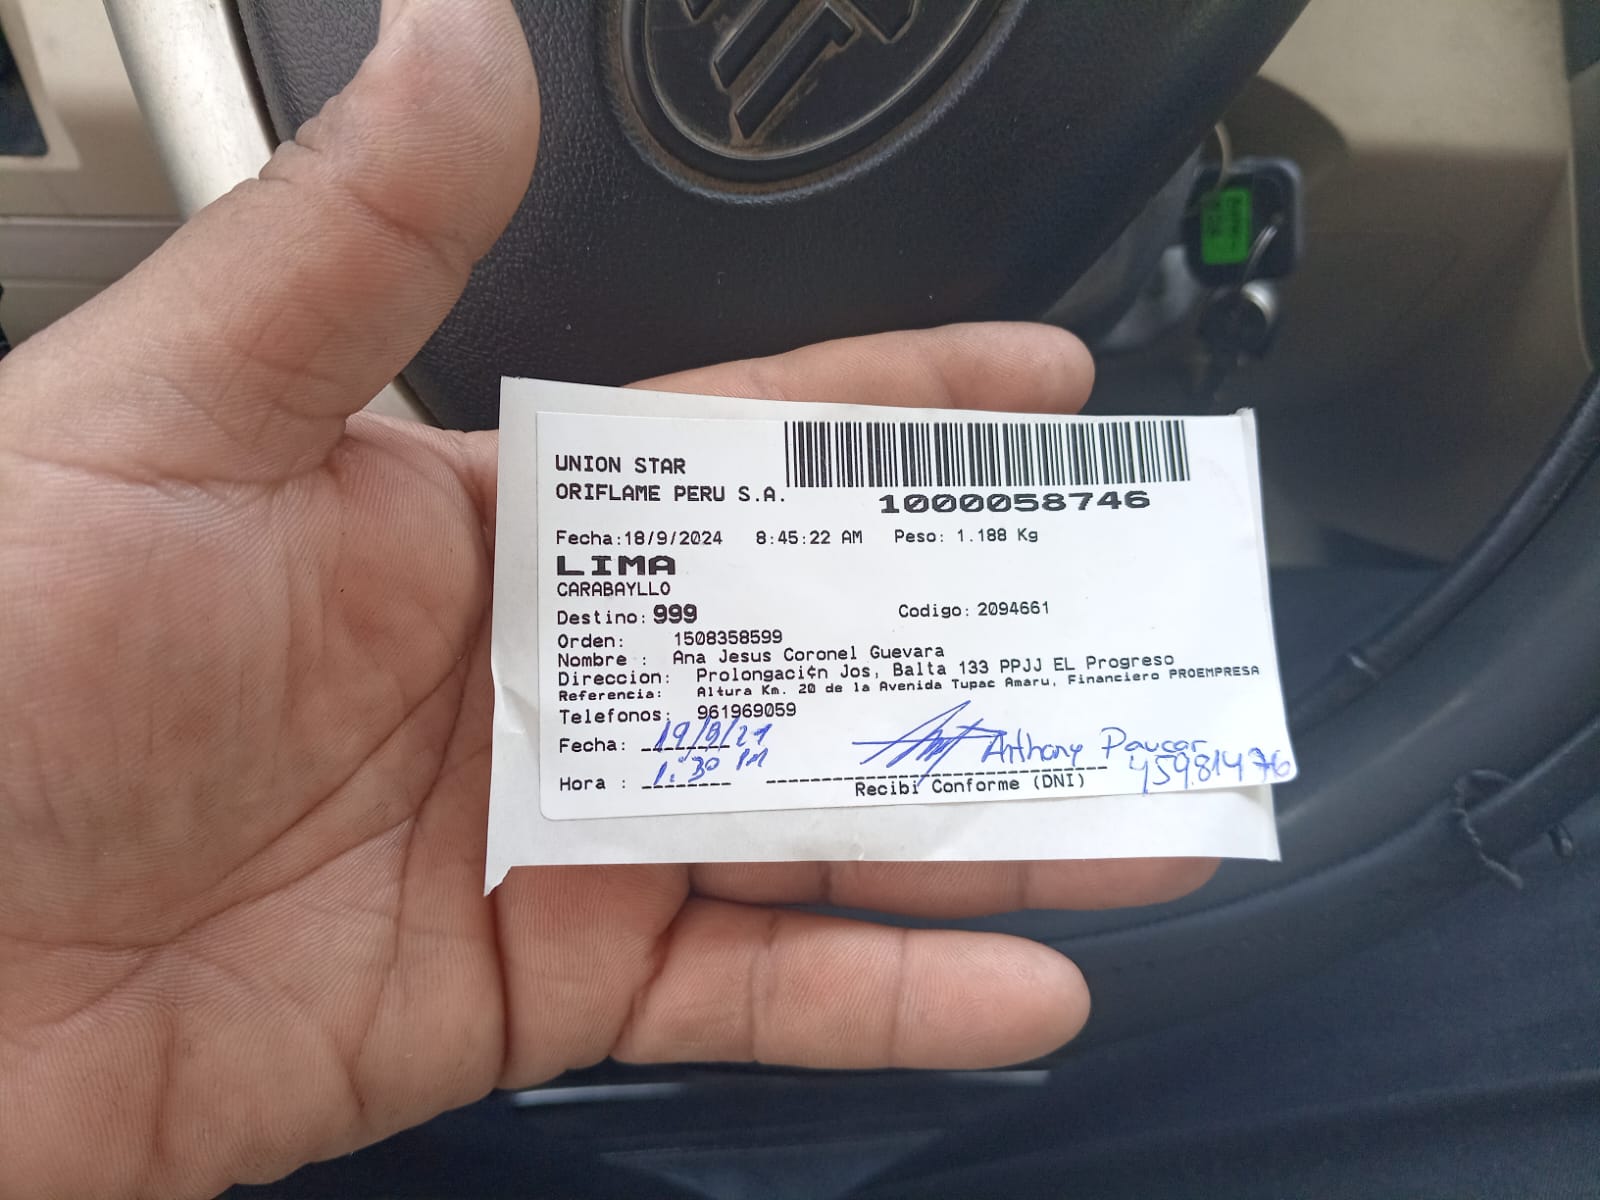 UNION STAR
ORIFLAME PERU S.A.
1000058746
Fecha:18/9/2024 8:45:22 AM Peso: 1.188 Kg
LIMA
CARABAYLLO
Destino: 999 Codigo: 2094661
Orden: 1508358599
Nombre : Ana Jesus Coronel Guevara
Direccion: Prolongaci¢n Jos, Balta 133 PPJJ EL Progreso
Referencia: Altura Km. 20 de la Avenida Tupac Amaru, Financiero PROEMPRESA
Telefonos: 961969059
Fecha: Anthony Paucar
Hora : 1:30 PM 45981476
Recibi Conforme (DNI)